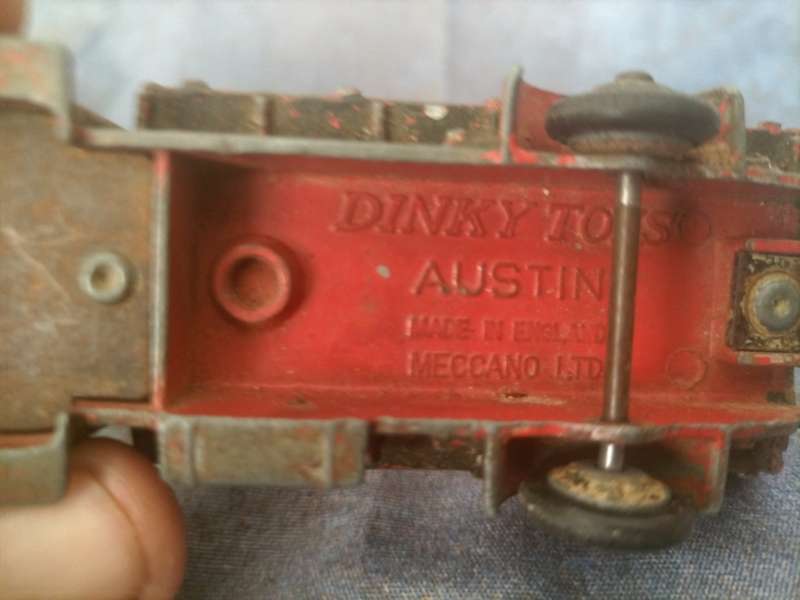 DINKY TOYS
AUSTIN
MADE IN ENGLAND
MECCANO LTD.